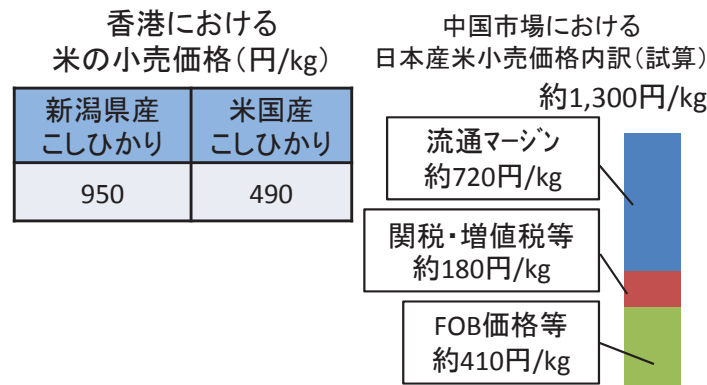 香港における
米の小売価格(円/kg)
新潟県産
こしひかり
米国産
こしひかり
950
490
中国市場における
日本産米小売価格内訳(試算)
約1,300円/kg
流通マージン
約720円/kg
関税・増値税等
約180円/kg
FOB価格等
約410円/kg